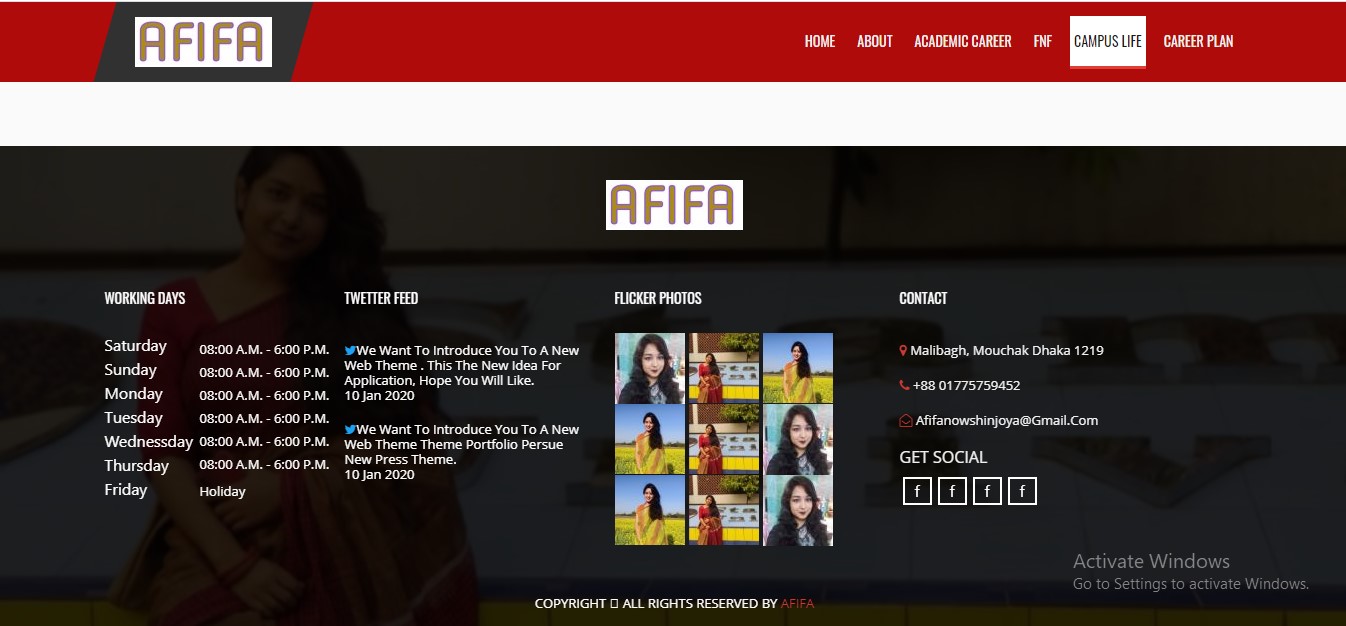 AFIFA
HOME ABOUT ACADEMIC CAREER FNF CAMPUS LIFE CAREER PLAN
AFIFA
WORKING DAYS
Saturday 08:00 A.M. - 6:00 P.M.
Sunday 08:00 A.M. - 6:00 P.M.
Monday 08:00 A.M. - 6:00 P.M.
Tuesday 08:00 A.M. - 6:00 P.M.
Wednessday 08:00 A.M. - 6:00 P.M.
Thursday 08:00 A.M. - 6:00 P.M.
Friday Holiday
TWETTER FEED
We Want To Introduce You To A New
Web Theme . This The New Idea For
Application, Hope You Will Like.
10 Jan 2020
We Want To Introduce You To A New
Web Theme Theme Portfolio Persue
New Press Theme.
10 Jan 2020
FLICKER PHOTOS
CONTACT
Malibagh, Mouchak Dhaka 1219
+88 01775759452
Afifanowshinjoya@Gmail.Com
GET SOCIAL
f f f f
Activate Windows
Go to Settings to activate Windows.
COPYRIGHT ▯ ALL RIGHTS RESERVED BY AFIFA